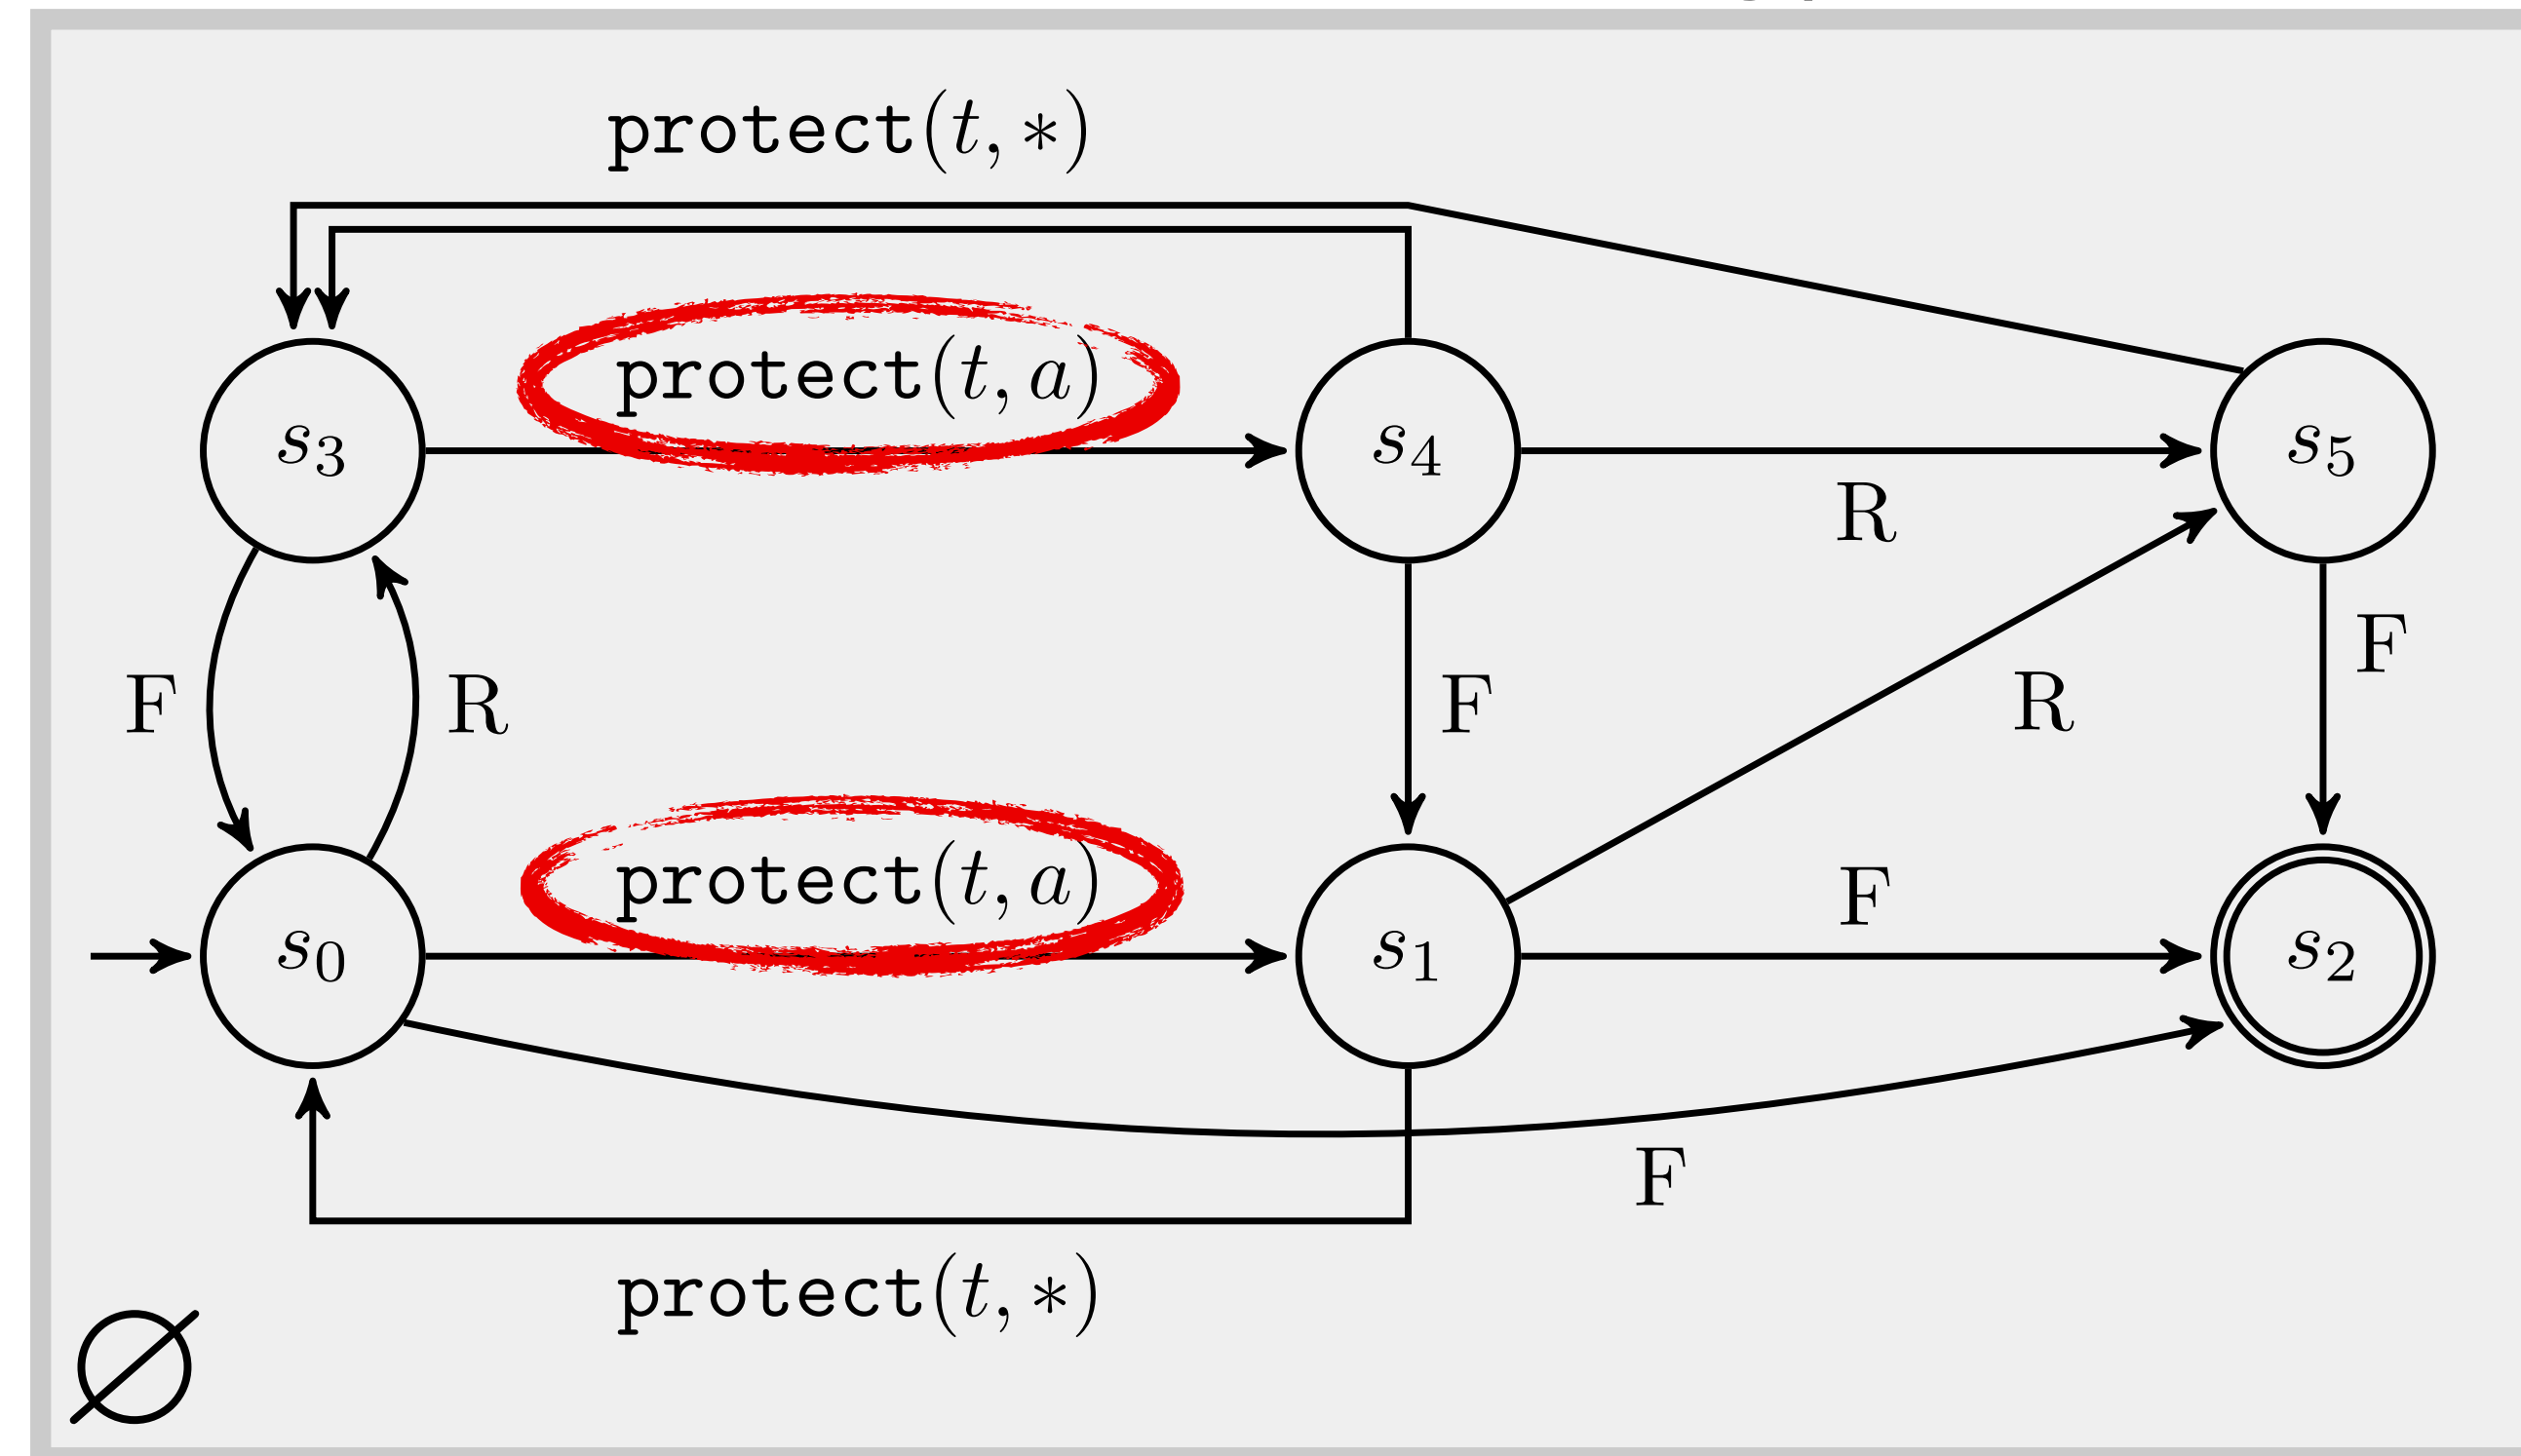 protect(t, *)
protect(t, a)
s3
s4
s5
R
F
R
F
R
F
protect(t, a)
F
s0
s1
s2
F
protect(t, *)
∅